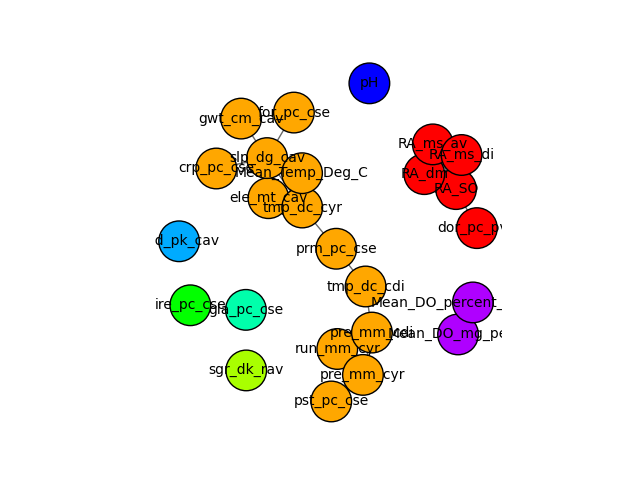 pH
gwt_cm_cav
for_pc_cse
RA_ms_av
slp_dg_cav
RA_ms_di
crp_pc_cse
Mean_Temp_Deg_C
RA_dm
RA_SC
ele_mt_cav
tmp_dc_cyr
dor_pc_pv
d_pk_cav
prm_pc_cse
tmp_dc_cdi
ire_pc_cse
gla_pc_cse
Mean_DO_percent_
pre_mm_cdi
Mean_DO_mg_pe
run_mm_cyr
sgr_dk_rav
pre_mm_cyr
pst_pc_cse